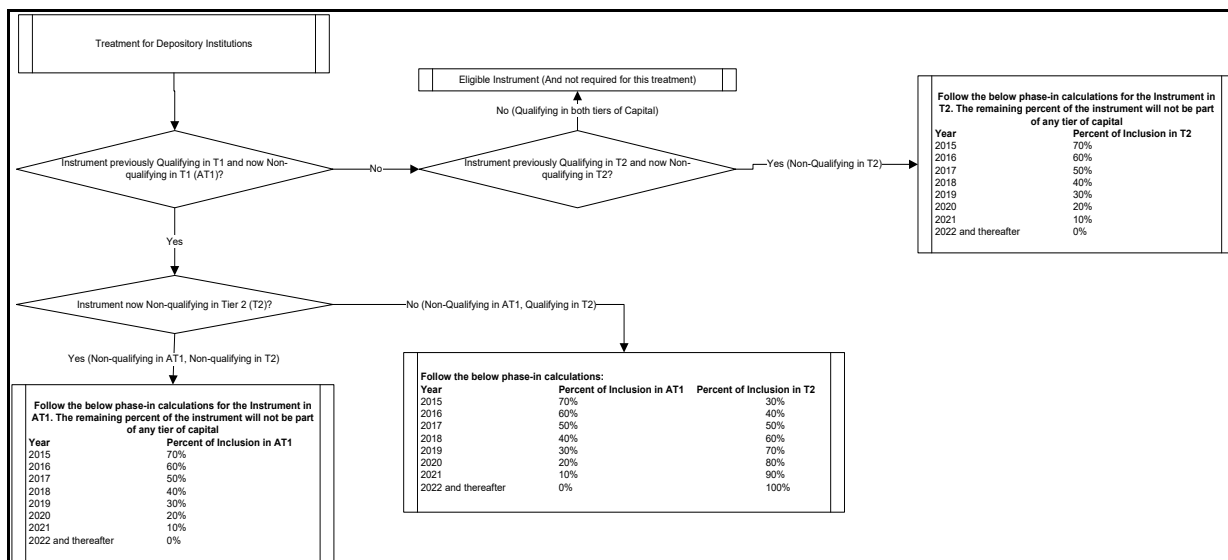 Treatment for Depository Institutions
Eligible Instrument (And not required for this treatment)
No (Qualifying in both tiers of Capital)
Instrument previously Qualifying in T1 and now Non-
qualifying in T1 (AT1)?
No
Instrument previously Qualifying in T2 and now Non-
qualifying in T2?
Yes (Non-Qualifying in T2)
Follow the below phase-in calculations for the Instrument in
T2. The remaining percent of the instrument will not be part
of any tier of capital
Year Percent of Inclusion in T2
2015 70%
2016 60%
2017 50%
2018 40%
2019 30%
2020 20%
2021 10%
2022 and thereafter 0%
Yes
Instrument now Non-qualifying in Tier 2 (T2)?
No (Non-Qualifying in AT1, Qualifying in T2)
Yes (Non-qualifying in AT1, Non-qualifying in T2)
Follow the below phase-in calculations:
Year Percent of Inclusion in AT1 Percent of Inclusion in T2
2015 70% 30%
2016 60% 40%
2017 50% 50%
2018 40% 60%
2019 30% 70%
2020 20% 80%
2021 10% 90%
2022 and thereafter 0% 100%
Follow the below phase-in calculations for the Instrument in
AT1. The remaining percent of the instrument will not be part
of any tier of capital
Year Percent of Inclusion in AT1
2015 70%
2016 60%
2017 50%
2018 40%
2019 30%
2020 20%
2021 10%
2022 and thereafter 0%